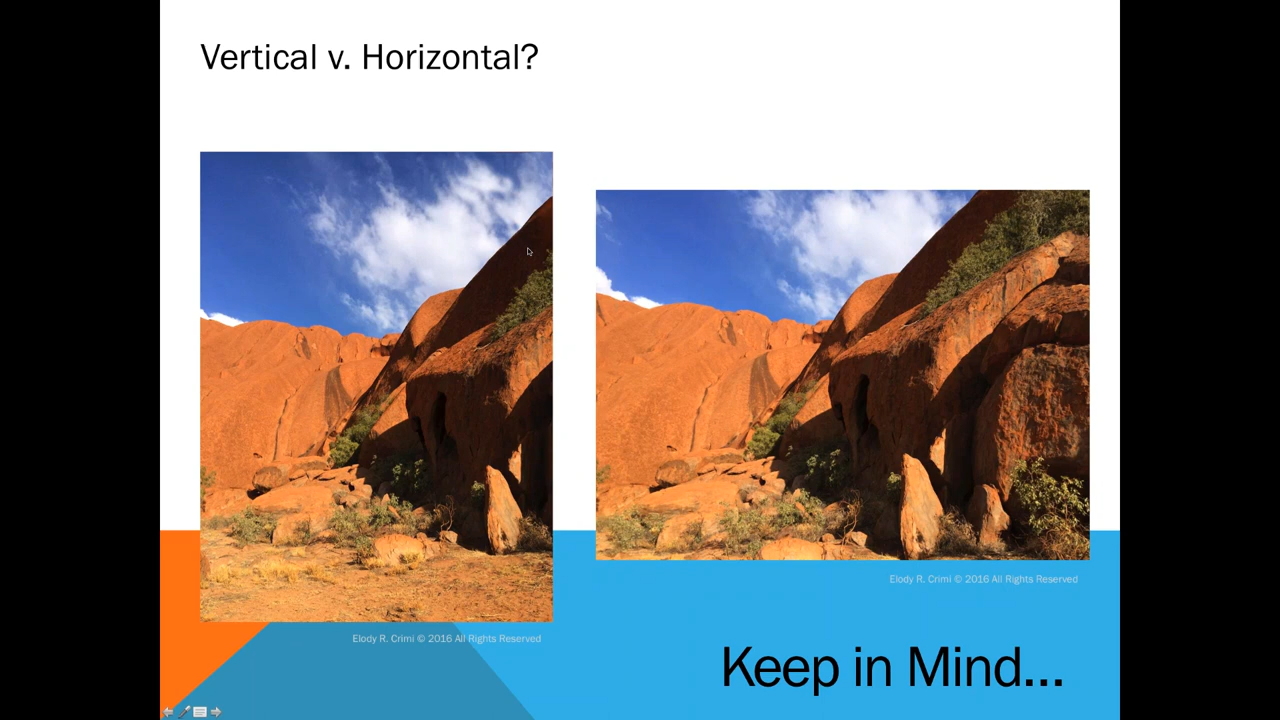 Vertical v. Horizontal?
Elody R. Crimi © 2016 All Rights Reserved
Elody R. Crimi © 2016 All Rights Reserved
Keep in Mind...